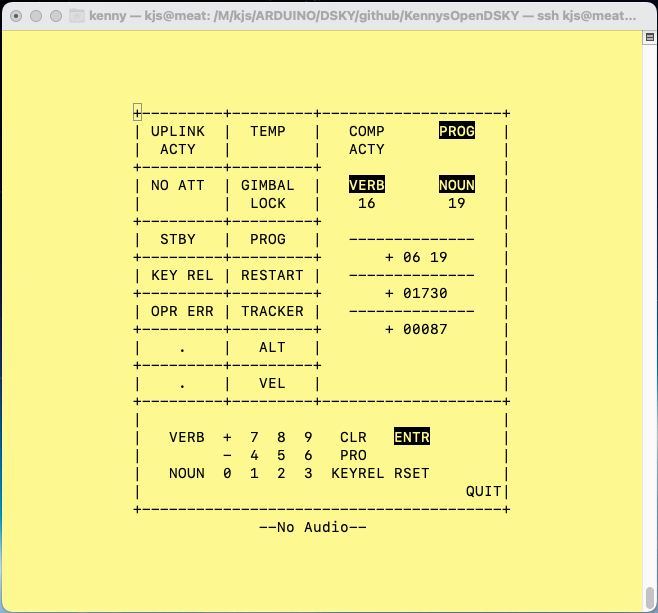 kenny — kjs@meat: /M/kjs/ARDUINO/DSKY/github/KennysOpenDSKY — ssh kjs@meat...
+---------+---------+--------------------+
| UPLINK  |  TEMP   |   COMP      PROG   |
|  ACTY   |         |   ACTY             |
+---------+---------+                    |
| NO ATT  | GIMBAL  |   VERB      NOUN   |
|         |  LOCK   |    16        19    |
+---------+---------+                    |
|  STBY   |  PROG   |   --------------   |
+---------+---------+       + 06 19      |
| KEY REL | RESTART |   --------------   |
+---------+---------+       + 01730      |
| OPR ERR | TRACKER |   --------------   |
+---------+---------+       + 00087      |
|    .    |   ALT   |                    |
+---------+---------+                    |
|    .    |   VEL   |                    |
+---------+---------+--------------------+
|                                        |
|   VERB  +  7  8  9   CLR   ENTR        |
|         -  4  5  6   PRO               |
|   NOUN  0  1  2  3  KEYREL RSET        |
|                                    QUIT|
+----------------------------------------+
--No Audio--